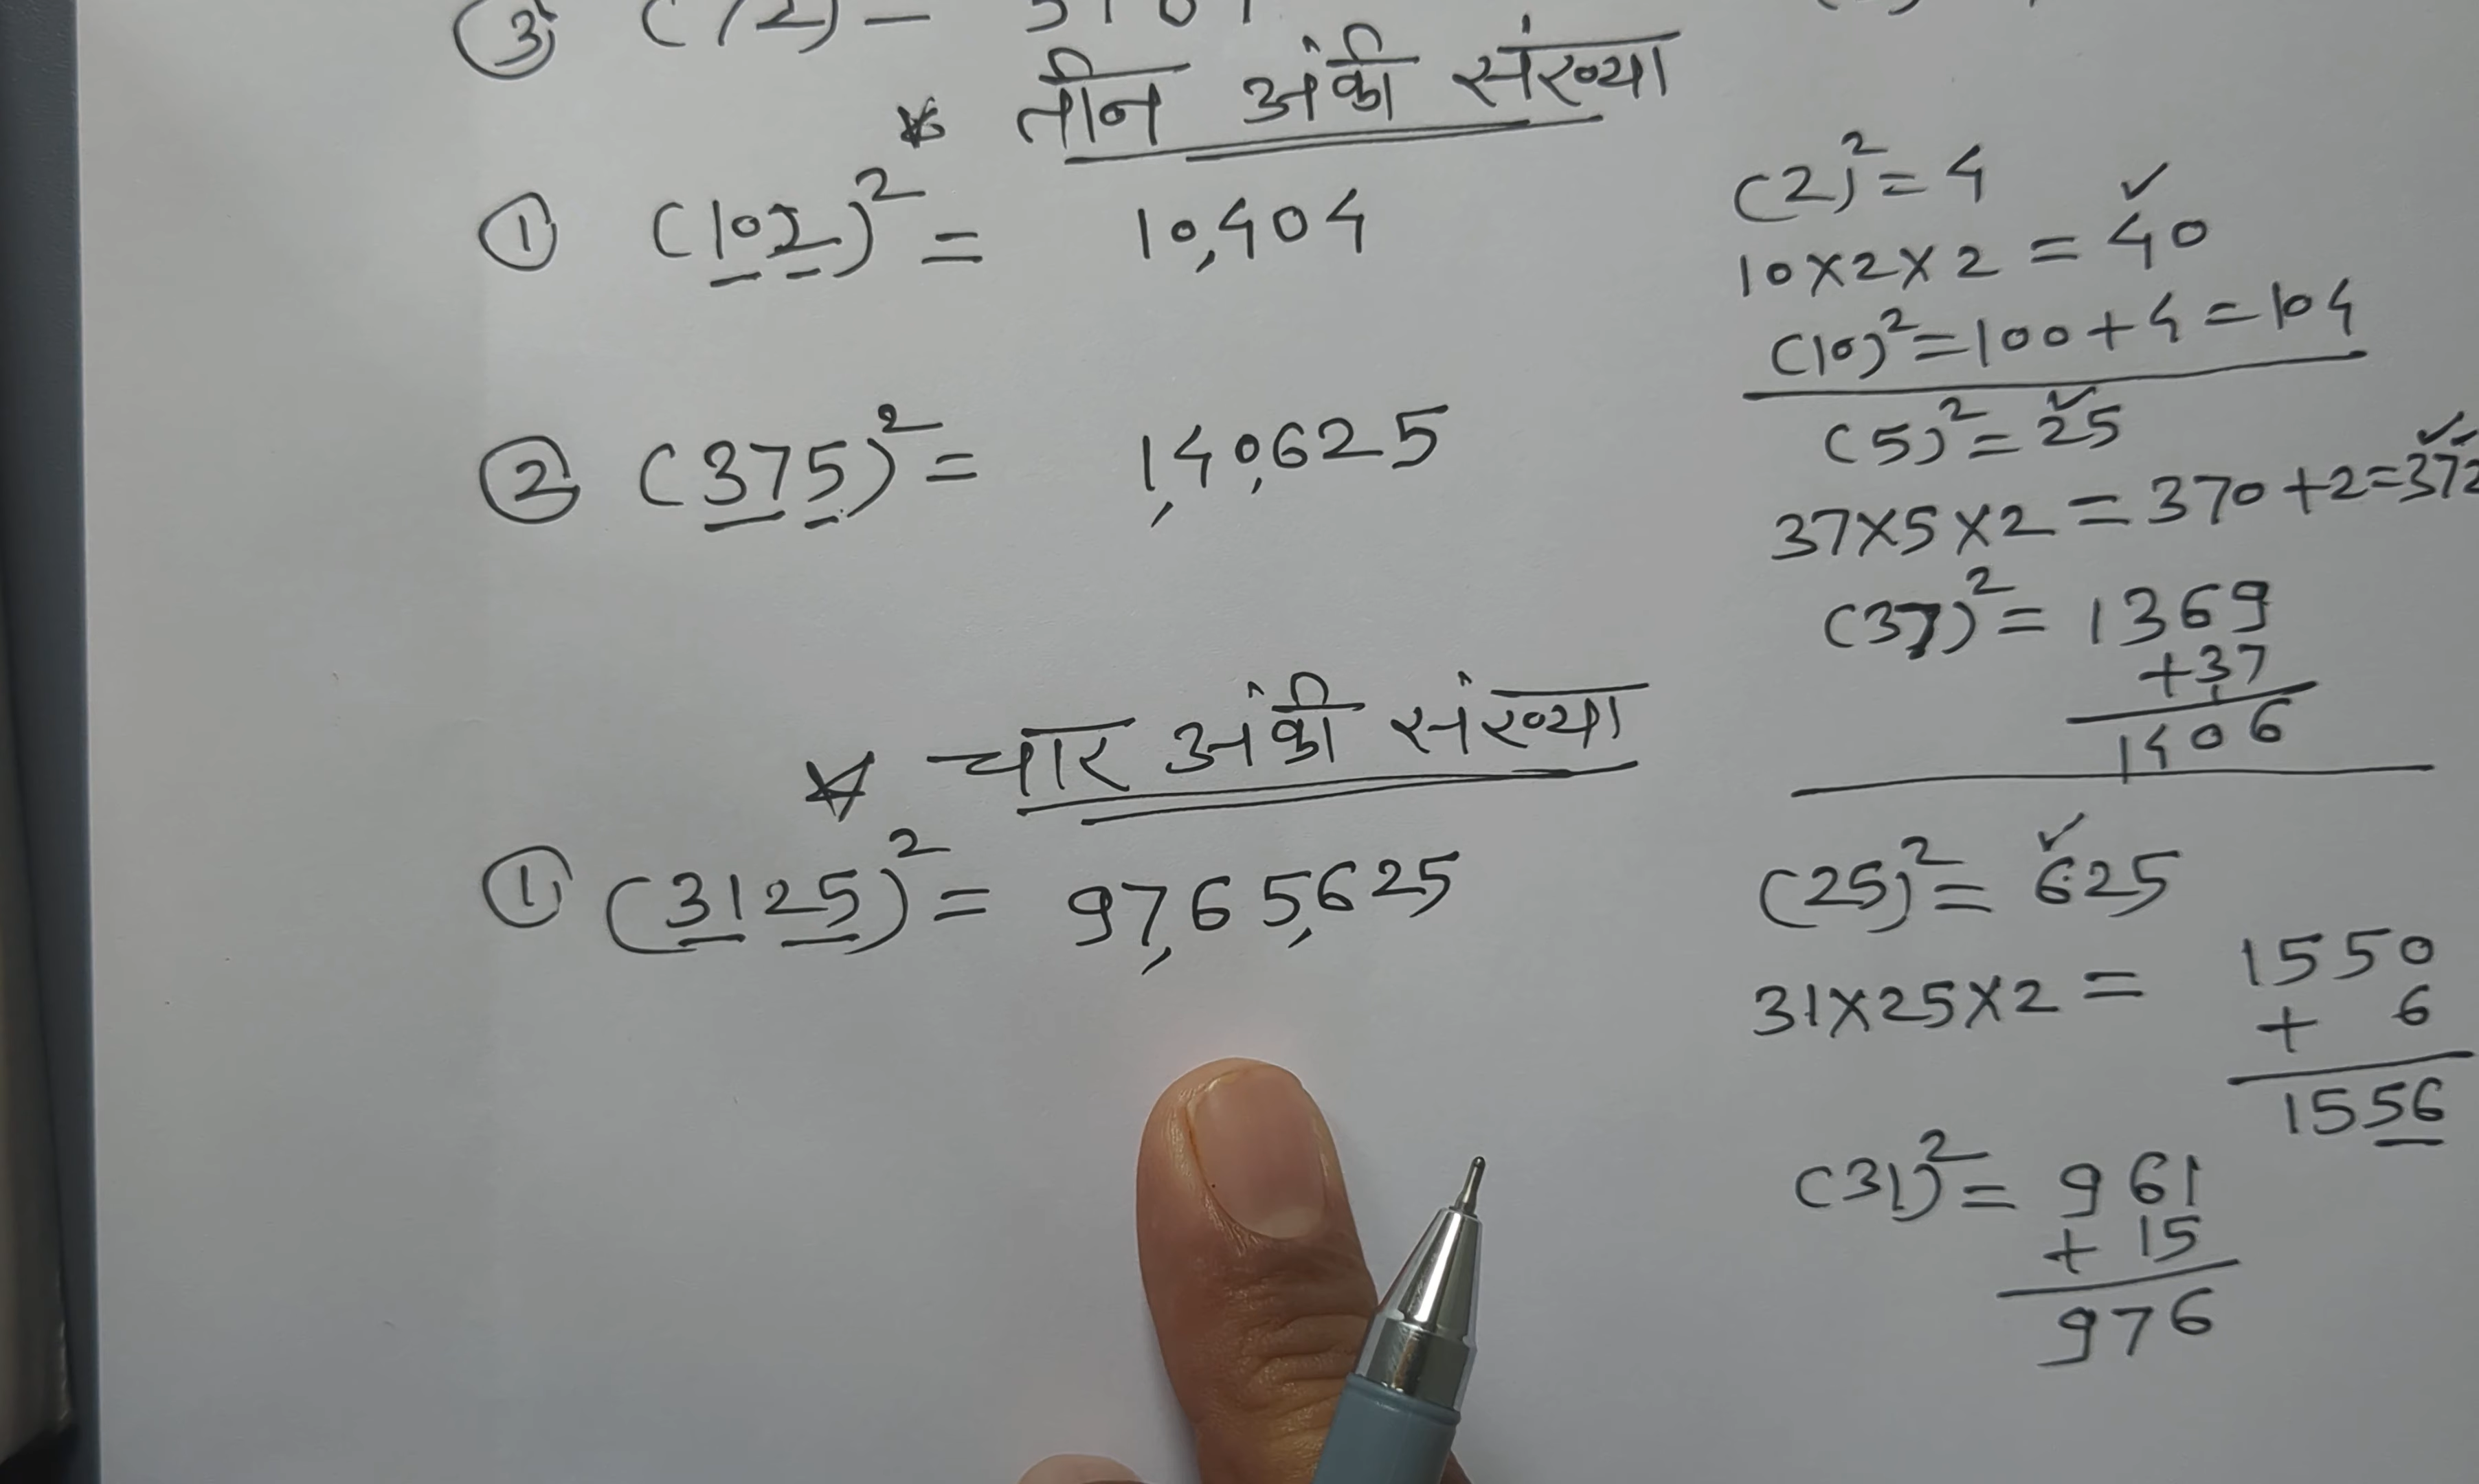 ③ (72) –
* तीन अंकी संख्या
① (102)² = 10,404
② (375)² = 1,40,625
* चार अंकी संख्या
① (3125)² = 97,65,625
(2)² = 4
10×2×2 = 40 ✓
(10)² = 100 + 4 = 104
(5)² = 25 ✓
37×5×2 = 370 + 2 = 372 ✓
(37)² = 1369
+37
1406
(25)² = 625 ✓
31×25×2 = 1550
+ 6
1556
(31)² = 961
+ 15
976